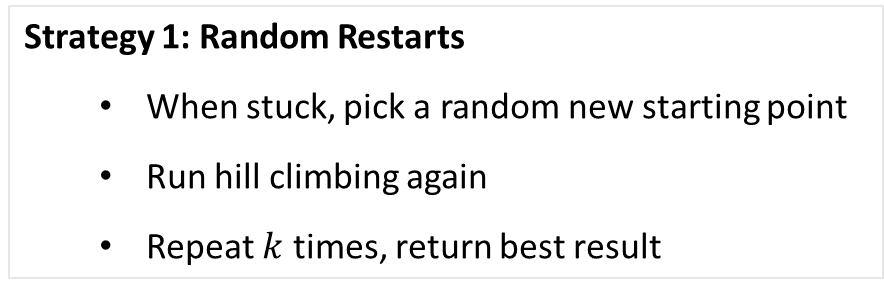 Strategy 1: Random Restarts
• When stuck, pick a random new starting point
• Run hill climbing again
• Repeat k times, return best result